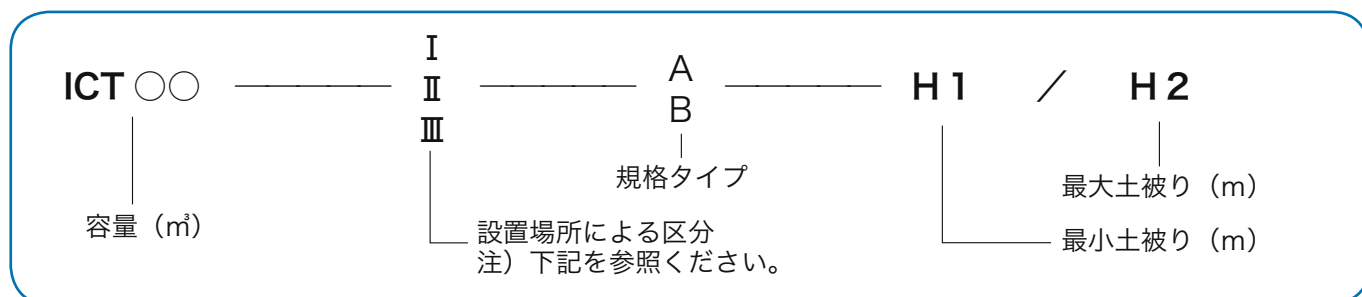 ICT○○ Ⅰ Ⅱ Ⅲ A B H1 / H2
規格タイプ
最大土被り（m）
容量（㎥）
設置場所による区分
最小土被り（m）
注）下記を参照ください。